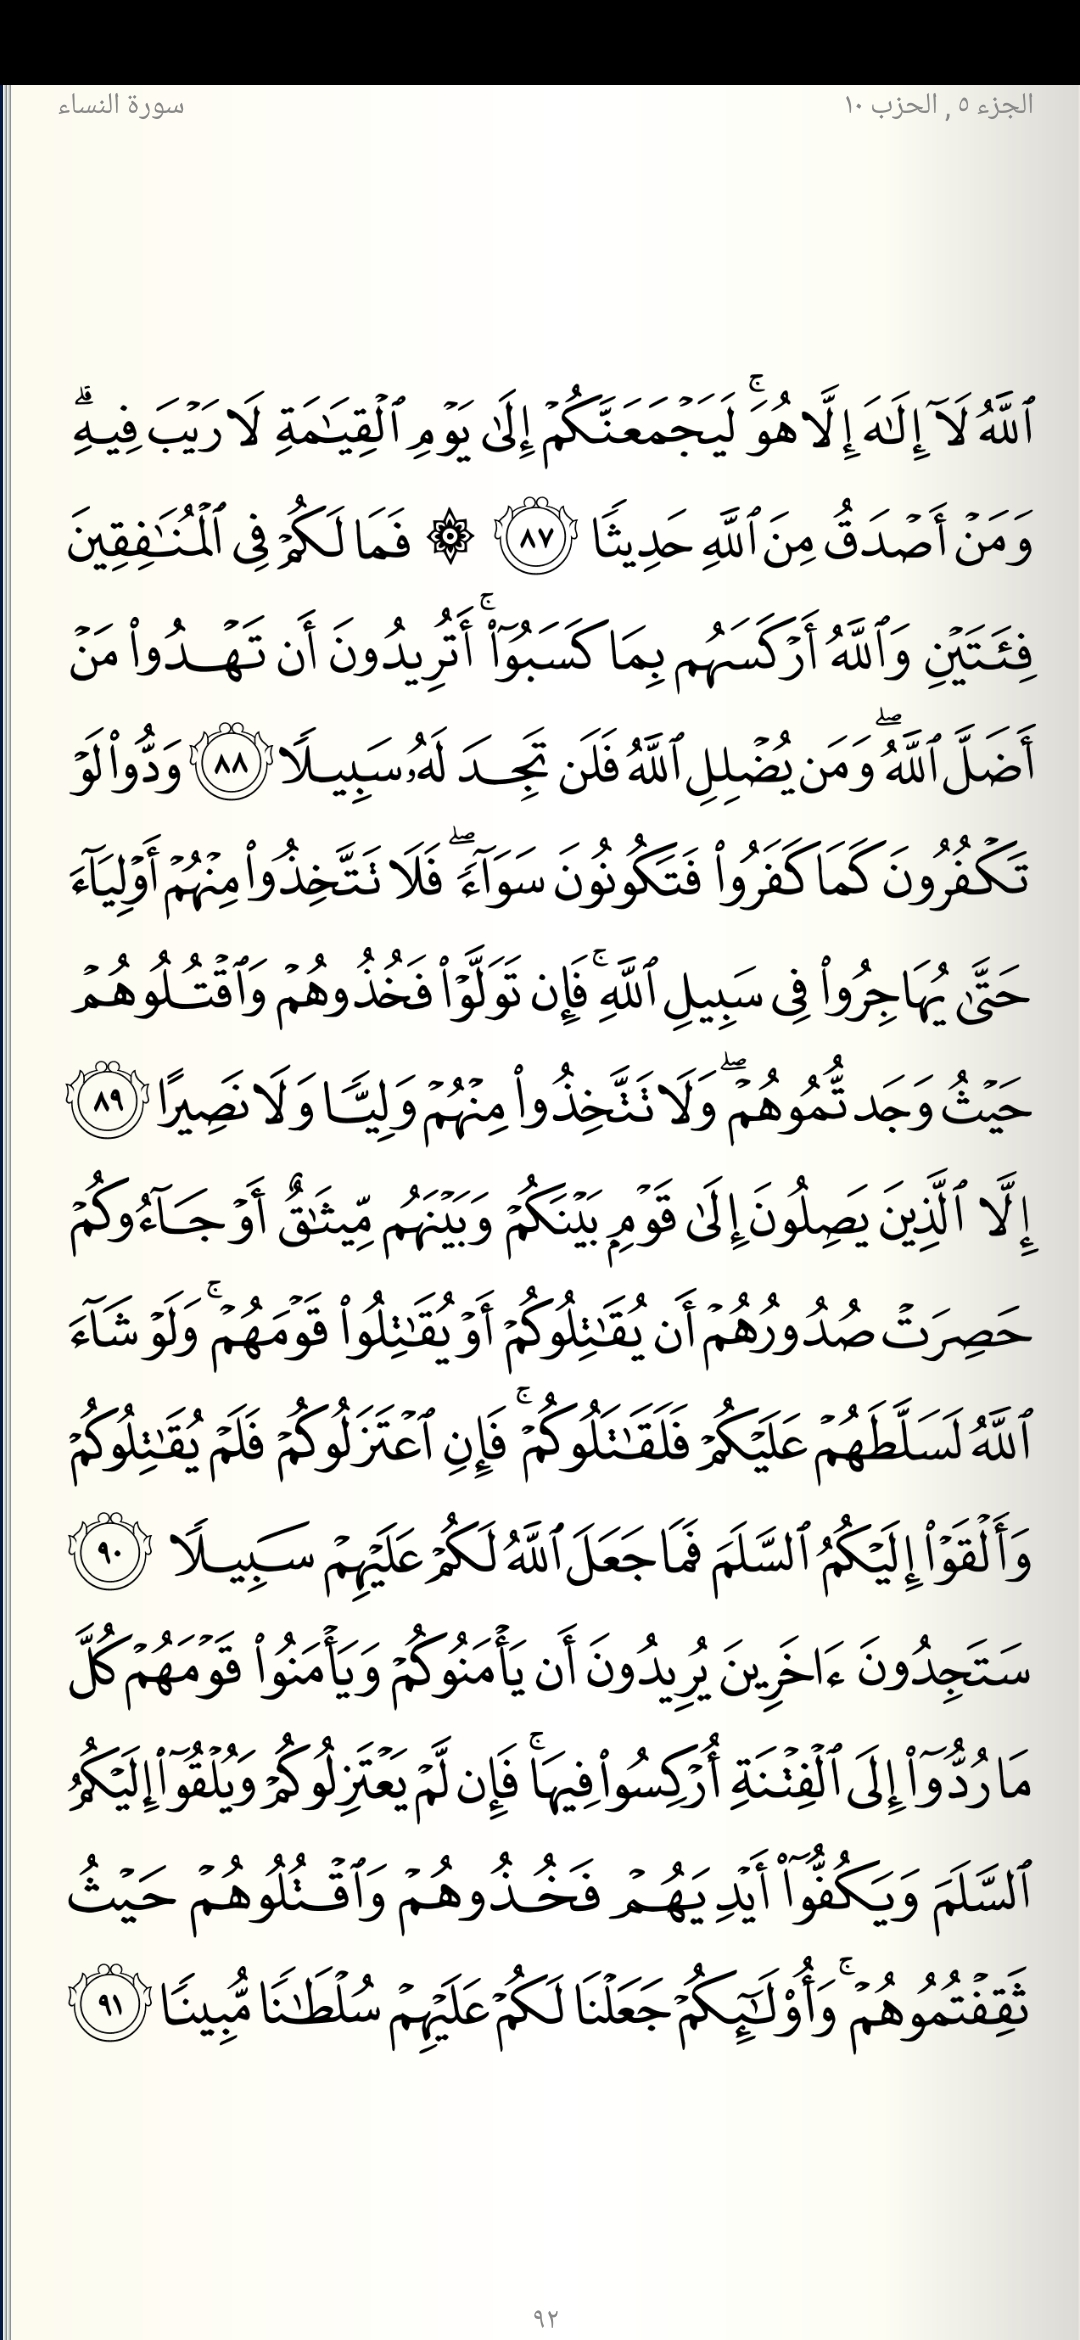 الجزء ٥ , الحزب ١٠
سورة النساء
ٱللَّهُ لَآ إِلَٰهَ إِلَّا هُوَۚ لَيَجْمَعَنَّكُمْ إِلَىٰ يَوْمِ ٱلْقِيَٰمَةِ لَا رَيْبَ فِيهِۗ
وَمَنْ أَصْدَقُ مِنَ ٱللَّهِ حَدِيثًا ٨٧ ۞ فَمَا لَكُمْ فِى ٱلْمُنَٰفِقِينَ
فِئَتَيْنِ وَٱللَّهُ أَرْكَسَهُم بِمَا كَسَبُوٓا۟ۚ أَتُرِيدُونَ أَن تَهْدُوا۟ مَنْ
أَضَلَّ ٱللَّهُۖ وَمَن يُضْلِلِ ٱللَّهُ فَلَن تَجِدَ لَهُۥ سَبِيلًا ٨٨ وَدُّوا۟ لَوْ
تَكْفُرُونَ كَمَا كَفَرُوا۟ فَتَكُونُونَ سَوَآءًۖ فَلَا تَتَّخِذُوا۟ مِنْهُمْ أَوْلِيَآءَ
حَتَّىٰ يُهَاجِرُوا۟ فِى سَبِيلِ ٱللَّهِۚ فَإِن تَوَلَّوْا۟ فَخُذُوهُمْ وَٱقْتُلُوهُمْ
حَيْثُ وَجَدتُّمُوهُمْۖ وَلَا تَتَّخِذُوا۟ مِنْهُمْ وَلِيًّا وَلَا نَصِيرًا ٨٩
إِلَّا ٱلَّذِينَ يَصِلُونَ إِلَىٰ قَوْمٍۭ بَيْنَكُمْ وَبَيْنَهُم مِّيثَٰقٌ أَوْ جَآءُوكُمْ
حَصِرَتْ صُدُورُهُمْ أَن يُقَٰتِلُوكُمْ أَوْ يُقَٰتِلُوا۟ قَوْمَهُمْۚ وَلَوْ شَآءَ
ٱللَّهُ لَسَلَّطَهُمْ عَلَيْكُمْ فَلَقَٰتَلُوكُمْۚ فَإِنِ ٱعْتَزَلُوكُمْ فَلَمْ يُقَٰتِلُوكُمْ
وَأَلْقَوْا۟ إِلَيْكُمُ ٱلسَّلَمَ فَمَا جَعَلَ ٱللَّهُ لَكُمْ عَلَيْهِمْ سَبِيلًا ٩٠
سَتَجِدُونَ ءَاخَرِينَ يُرِيدُونَ أَن يَأْمَنُوكُمْ وَيَأْمَنُوا۟ قَوْمَهُمْ كُلَّ
مَا رُدُّوٓا۟ إِلَى ٱلْفِتْنَةِ أُرْكِسُوا۟ فِيهَاۚ فَإِن لَّمْ يَعْتَزِلُوكُمْ وَيُلْقُوٓا۟ إِلَيْكُمُ
ٱلسَّلَمَ وَيَكُفُّوٓا۟ أَيْدِيَهُمْ فَخُذُوهُمْ وَٱقْتُلُوهُمْ حَيْثُ
ثَقِفْتُمُوهُمْۚ وَأُو۟لَٰٓئِكُمْ جَعَلْنَا لَكُمْ عَلَيْهِمْ سُلْطَٰنًا مُّبِينًا ٩١
٩٢